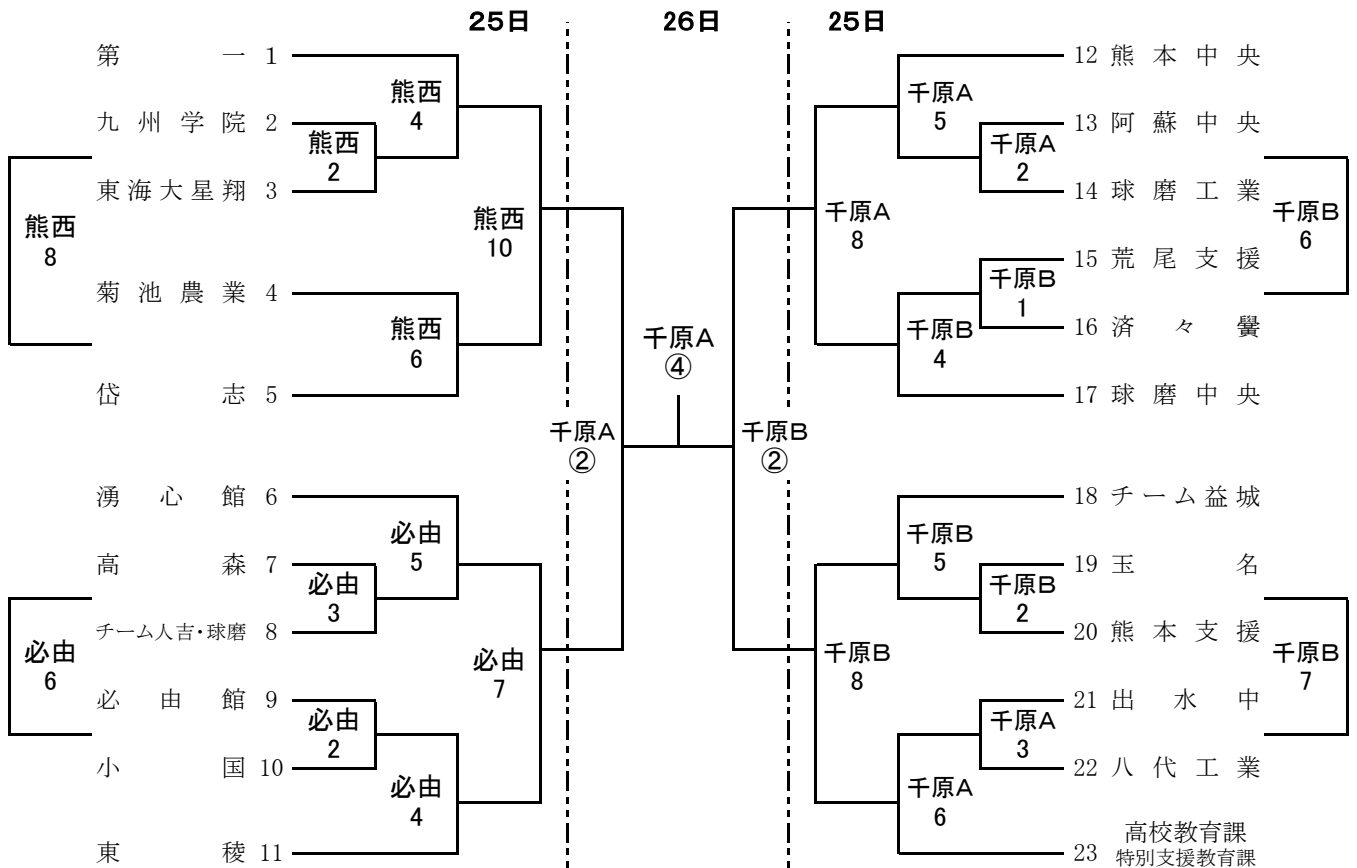 25日 26日 25日
第一 1
九州学院 2
東海大星翔 3
菊池農業 4
岱志 5
湧心館 6
高森 7
チーム人吉・球磨 8
必由館 9
小国 10
東稜 11
熊西
8
必由
6
熊西
2
熊西
4
熊西
6
熊西
10
必由
3
必由
5
必由
2
必由
4
必由
7
千原A
②
千原A
④
千原B
②
千原A
8
千原B
8
千原A
5
千原A
2
千原B
1
千原B
4
千原B
5
千原B
2
千原A
3
千原A
6
12 熊本中央
13 阿蘇中央
14 球磨工業
15 荒尾支援
16 済々黌
17 球磨中央
18 チーム益城
19 玉名
20 熊本支援
21 出水中
22 八代工業
23 高校教育課
特別支援教育課
千原B
6
千原B
7